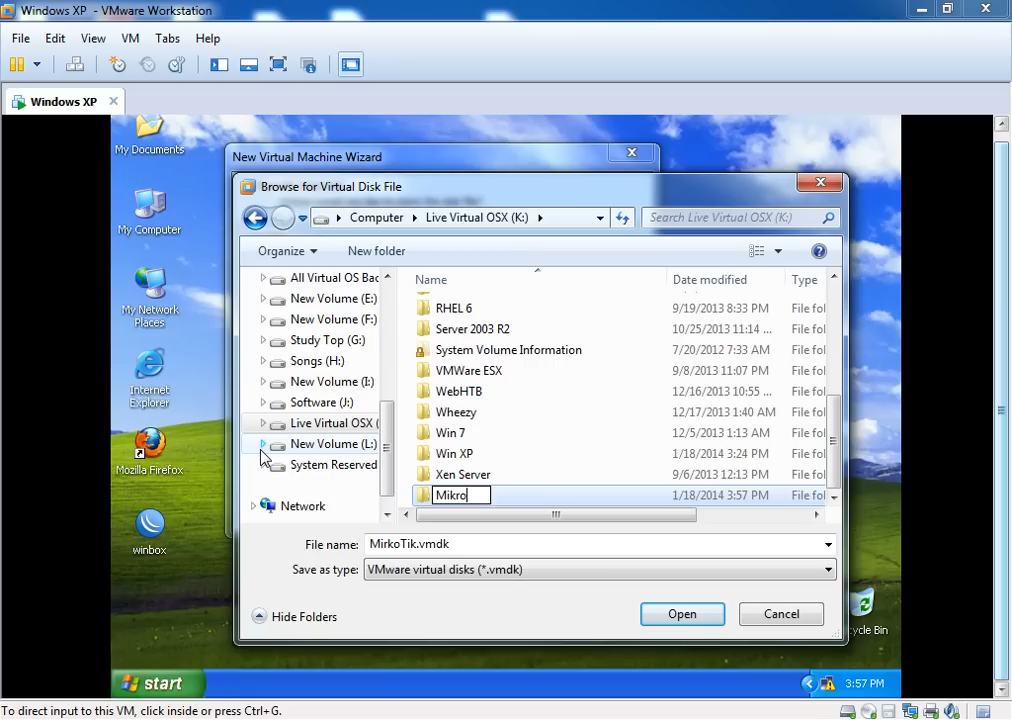 Windows XP - VMware Workstation
File Edit View VM Tabs Help
Windows XP
My Documents
My Computer
My Network
Places
Internet
Explorer
Mozilla Firefox
winbox
New Virtual Machine Wizard
Browse for Virtual Disk File
Computer Live Virtual OSX (K:)
Search Live Virtual OSX (K:)
Organize New folder
Name Date modified Type
All Virtual OS Bac
New Volume (E:)
New Volume (F:)
Study Top (G:)
Songs (H:)
New Volume (I:)
Software (J:)
Live Virtual OSX (
New Volume (L:)
System Reserved
Network
RHEL 6 9/19/2013 8:33 PM File fol
Server 2003 R2 10/25/2013 11:14 ... File fol
System Volume Information 7/20/2012 7:33 AM File fol
VMWare ESX 9/8/2013 11:07 PM File fol
WebHTB 12/16/2013 10:55 ... File fol
Wheezy 12/17/2013 1:40 AM File fol
Win 7 12/5/2013 1:13 AM File fol
Win XP 1/18/2014 3:24 PM File fol
Xen Server 9/6/2013 12:13 PM File fol
Mikro 1/18/2014 3:57 PM File fol
File name: MirkoTik.vmdk
Save as type: VMware virtual disks (*.vmdk)
Hide Folders
Open Cancel
cycle Bin
start
3:57 PM
To direct input to this VM, click inside or press Ctrl+G.